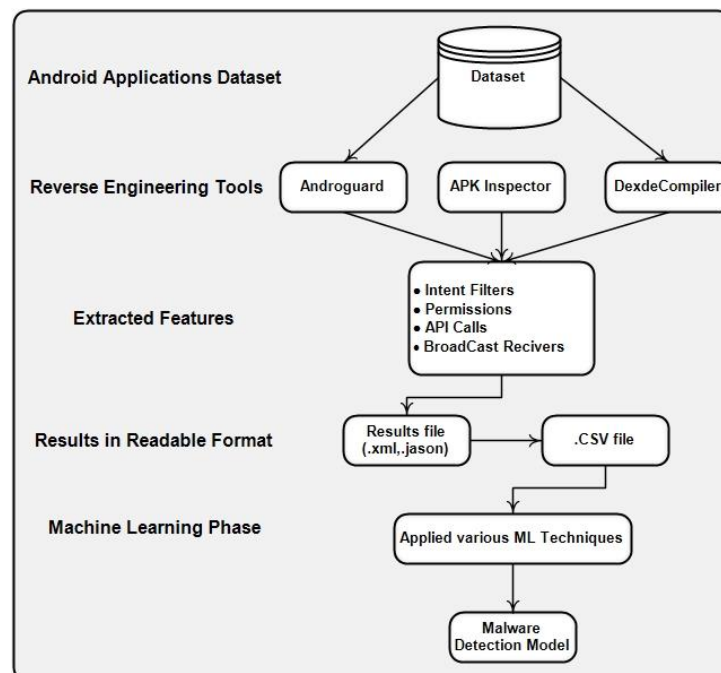 Android Applications Dataset
Dataset
Reverse Engineering Tools
Androguard
APK Inspector
DexdeCompiler
Extracted Features
● Intent Filters
● Permissions
● API Calls
● BroadCast Recivers
Results in Readable Format
Results file
(.xml,.jason)
.CSV file
Machine Learning Phase
Applied various ML Techniques
Malware
Detection Model